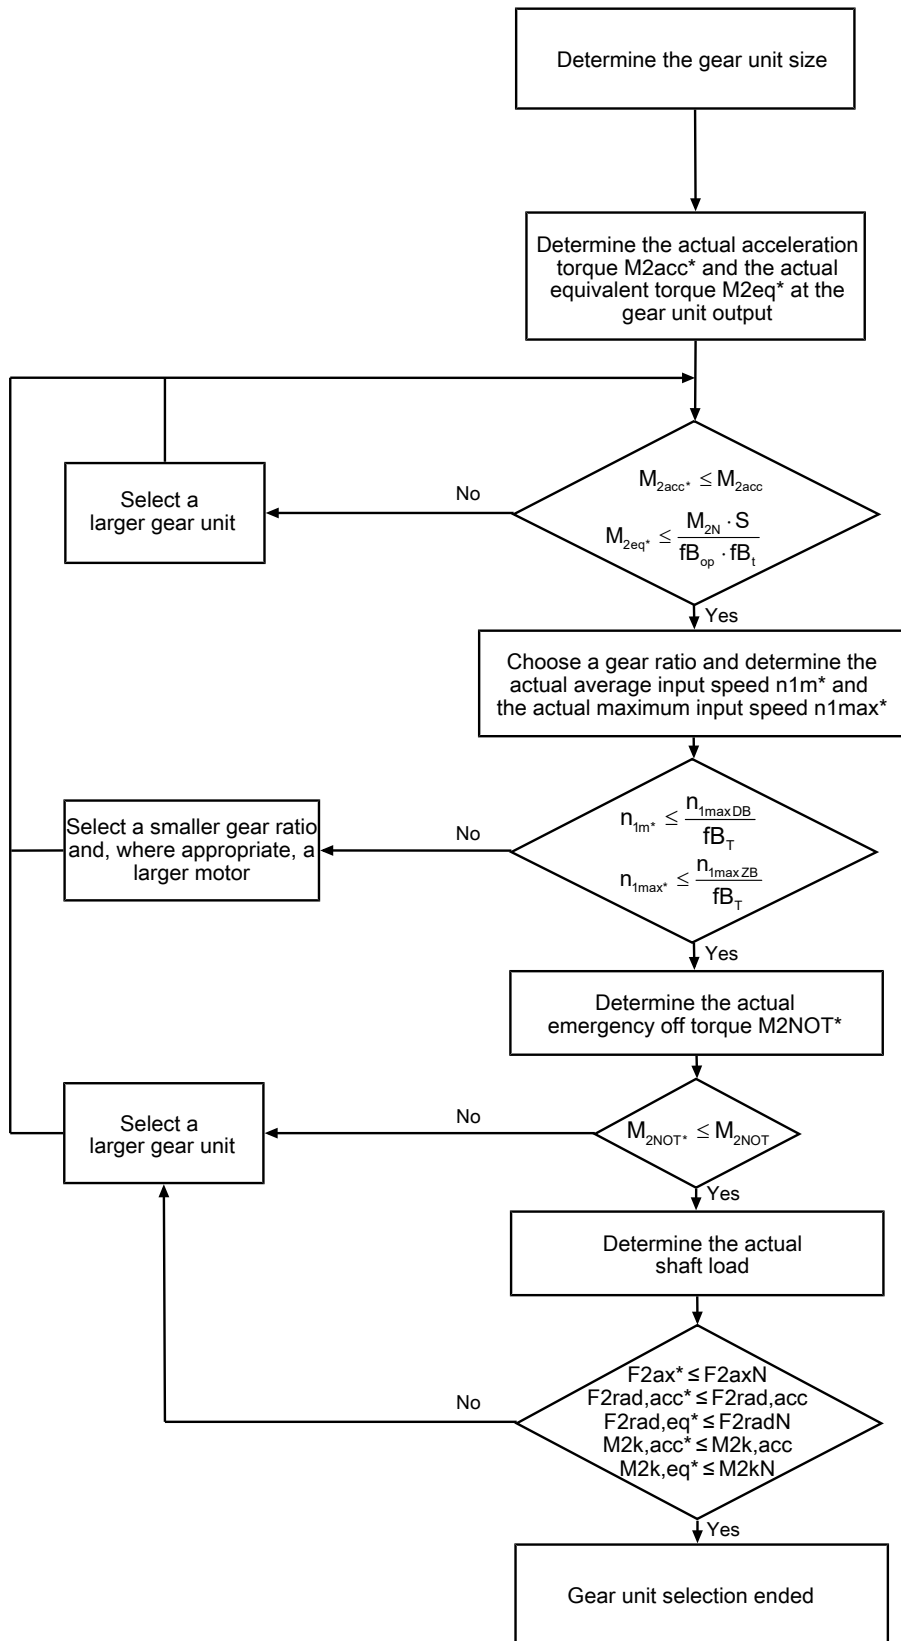 Determine the gear unit size
Determine the actual acceleration
torque M2acc* and the actual
equivalent torque M2eq* at the
gear unit output
Select a
larger gear unit
No
M2acc* ≤ M2acc
M2eq* ≤ M2N · S / fBop · fBt
Yes
Choose a gear ratio and determine the
actual average input speed n1m* and
the actual maximum input speed n1max*
Select a smaller gear ratio
and, where appropriate, a
larger motor
No
n1m* ≤ n1maxDB / fBT
n1max* ≤ n1maxZB / fBT
Yes
Determine the actual
emergency off torque M2NOT*
Select a
larger gear unit
No
M2NOT* ≤ M2NOT
Yes
Determine the actual
shaft load
No
F2ax* ≤ F2axN
F2rad,acc* ≤ F2rad,acc
F2rad,eq* ≤ F2radN
M2k,acc* ≤ M2k,acc
M2k,eq* ≤ M2kN
Yes
Gear unit selection ended